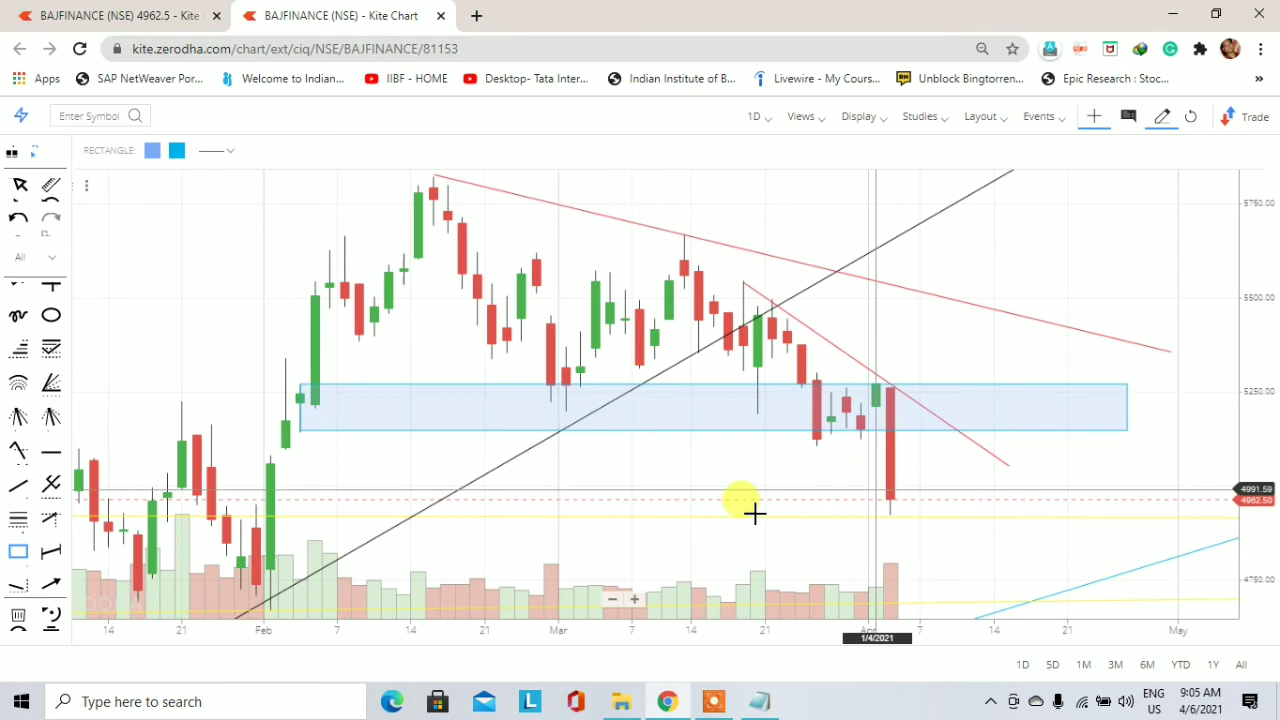 BAJFINANCE (NSE) 4962.5 - Kite
BAJFINANCE (NSE) - Kite Chart
kite.zerodha.com/chart/ext/ciq/NSE/BAJFINANCE/81153
Apps SAP NetWeaver Por... Welcome to Indian... IIBF - HOME Desktop- Tata Inter... Indian Institute of B... Livewire - My Cours... Unblock Bingtorren... Epic Research : Stoc... »
Enter Symbol 1D Views Display Studies Layout Events Trade
RECTANGLE:
All
5750.00
5500.00
5250.00
4991.59
4962.50
4750.00
14 21 Feb 7 14 21 Mar 7 14 21 Apr 7 14 21 May
1/4/2021
1D 5D 1M 3M 6M YTD 1Y All
Type here to search
ENG
US
9:05 AM
4/6/2021